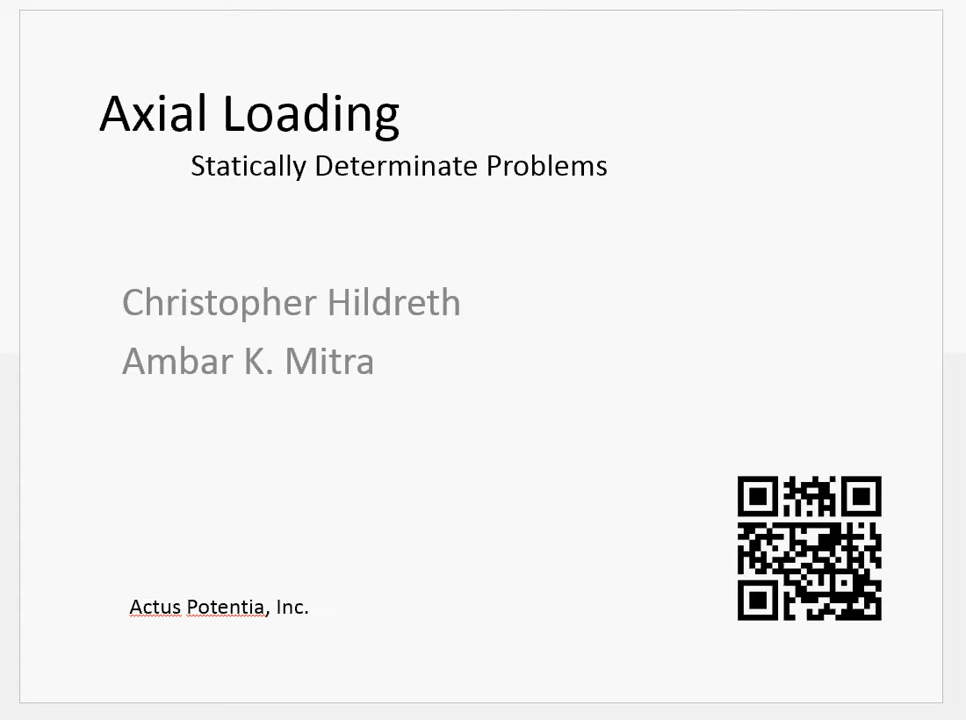 Axial Loading
Statically Determinate Problems
Christopher Hildreth
Ambar K. Mitra
Actus Potentia, Inc.